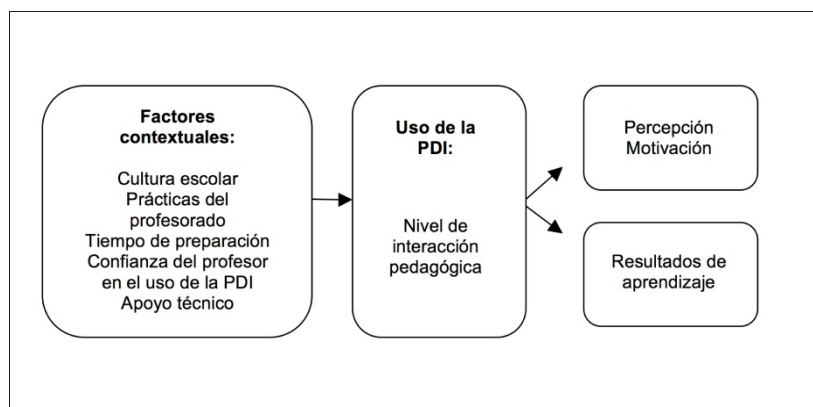 Factores
contextuales:
Cultura escolar
Prácticas del
profesorado
Tiempo de preparación
Confianza del profesor
en el uso de la PDI
Apoyo técnico
Uso de la
PDI:
Nivel de
interacción
pedagógica
Percepción
Motivación
Resultados de
aprendizaje